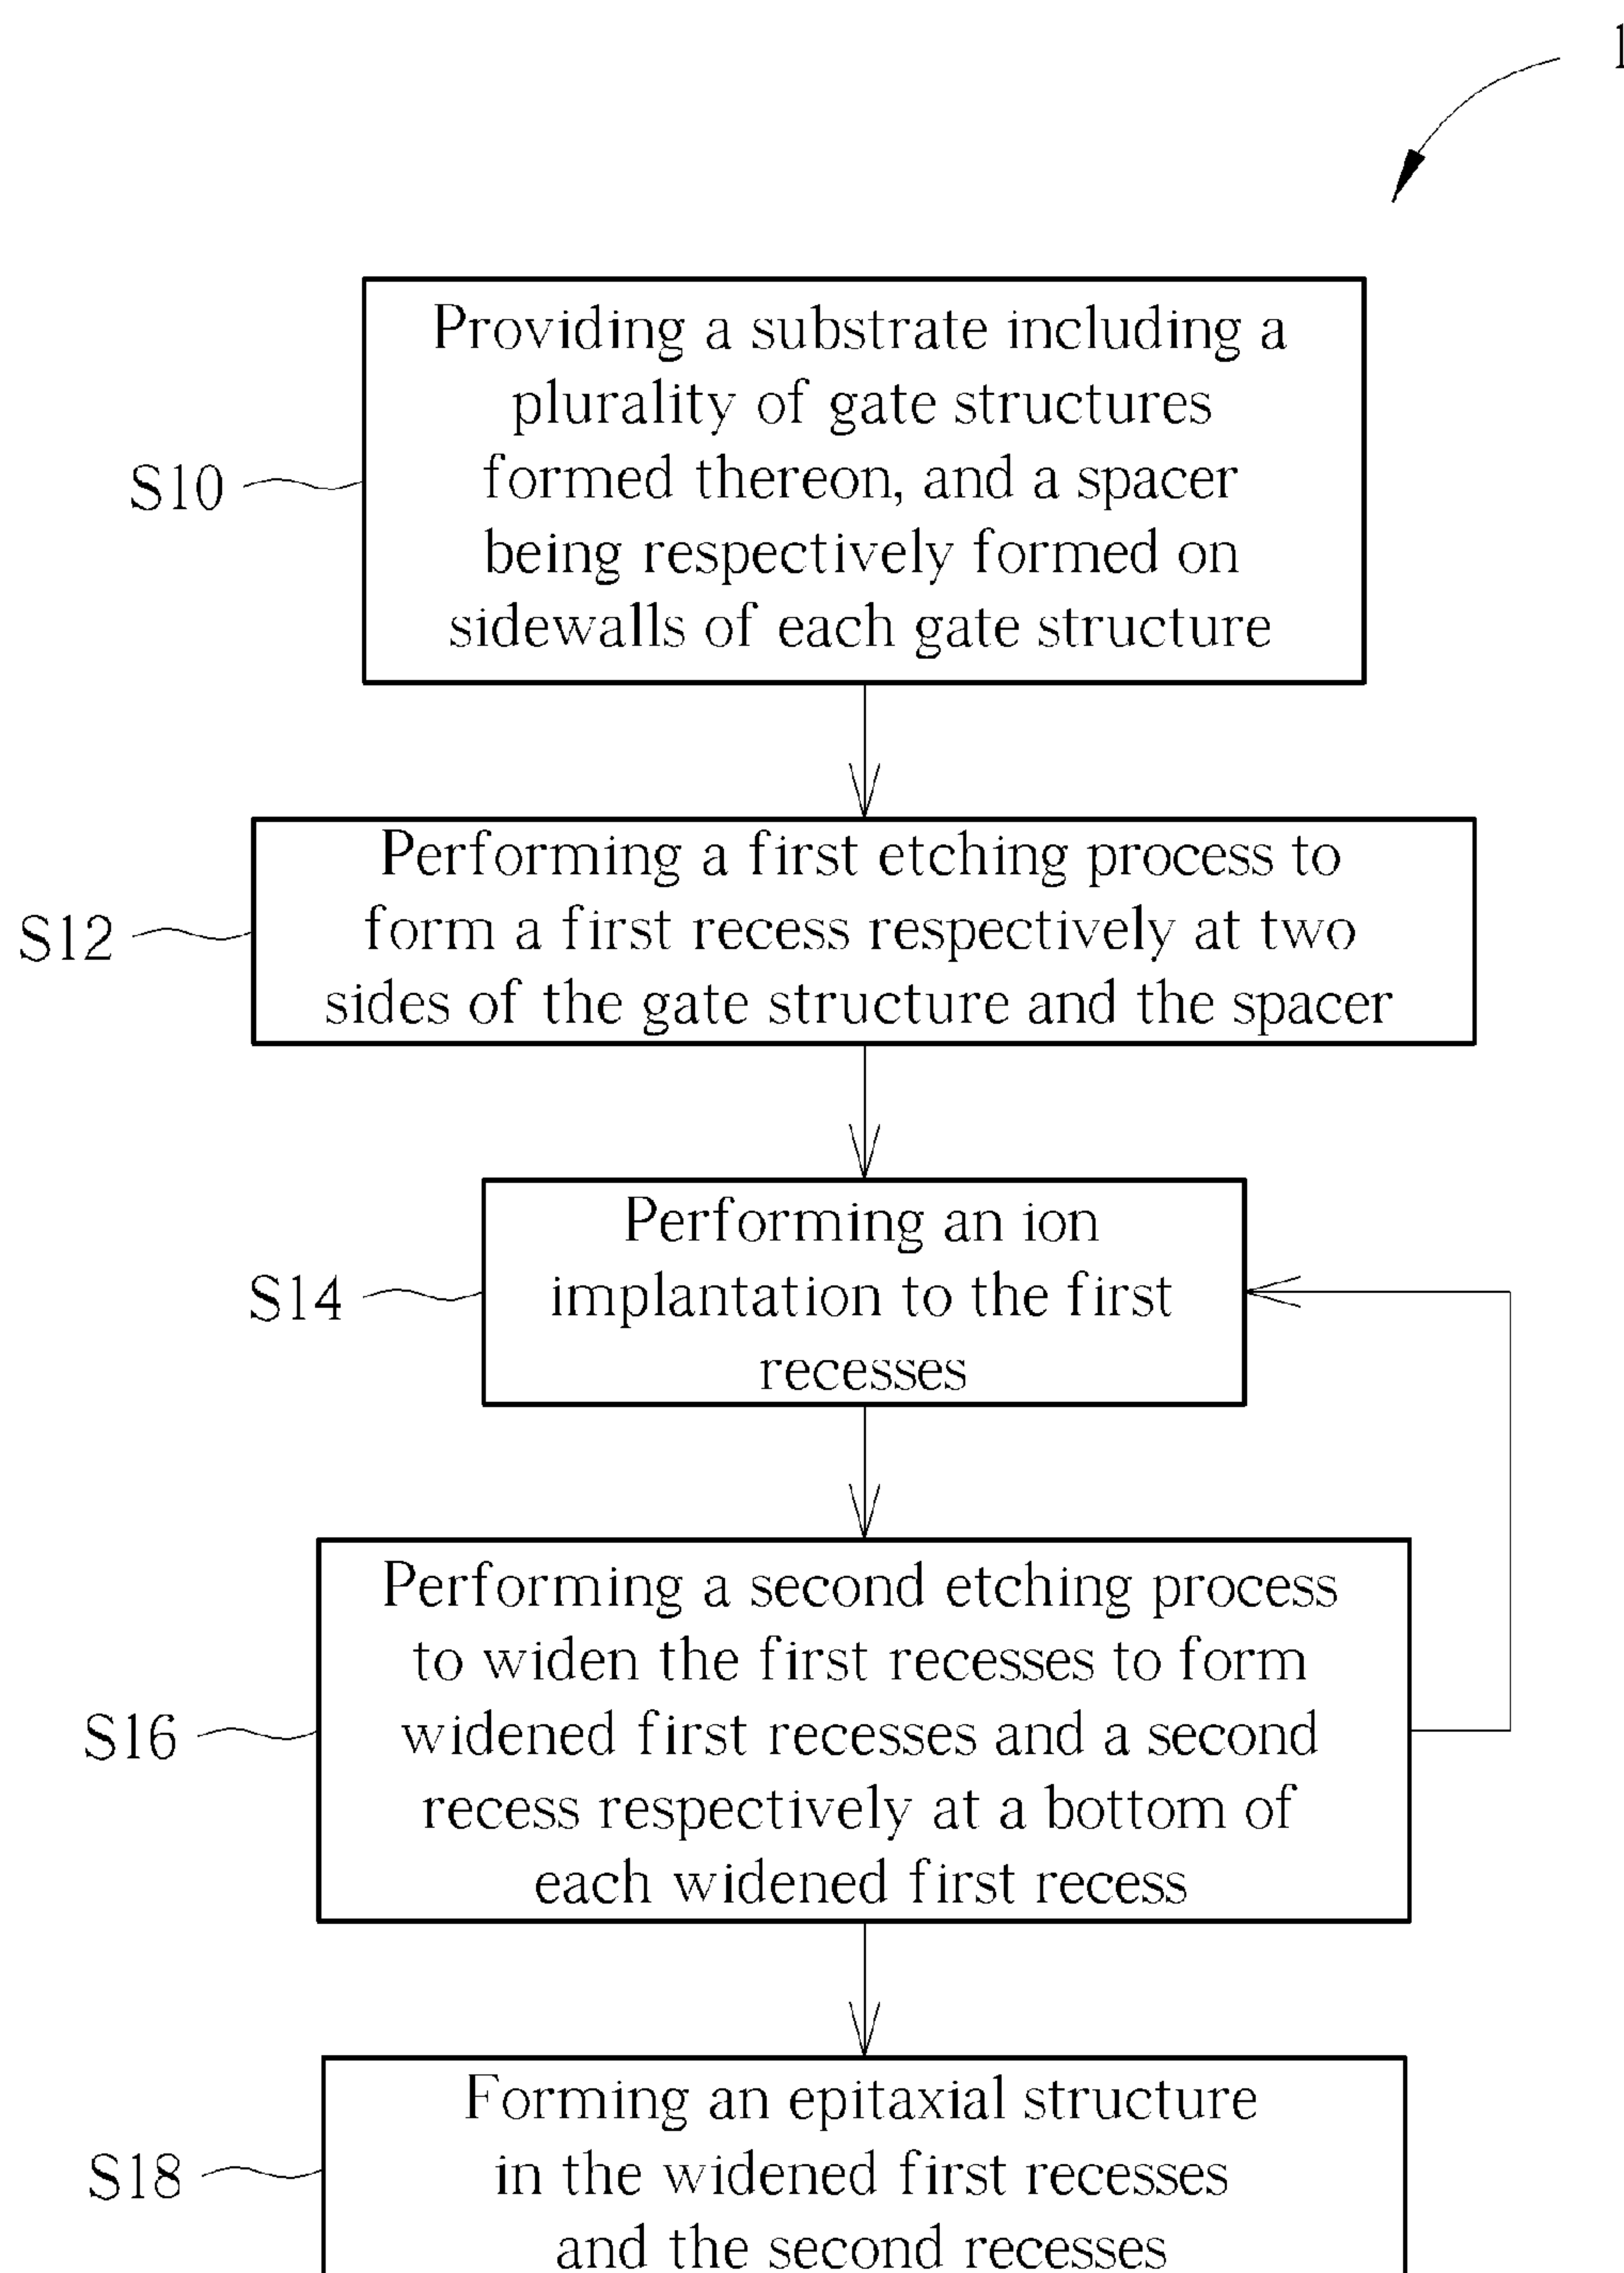 1
Providing a substrate including a
plurality of gate structures
formed thereon, and a spacer
being respectively formed on
sidewalls of each gate structure
S10
Performing a first etching process to
form a first recess respectively at two
sides of the gate structure and the spacer
S12
Performing an ion
implantation to the first
recesses
S14
Performing a second etching process
to widen the first recesses to form
widened first recesses and a second
recess respectively at a bottom of
each widened first recess
S16
Forming an epitaxial structure
in the widened first recesses
and the second recesses
S18